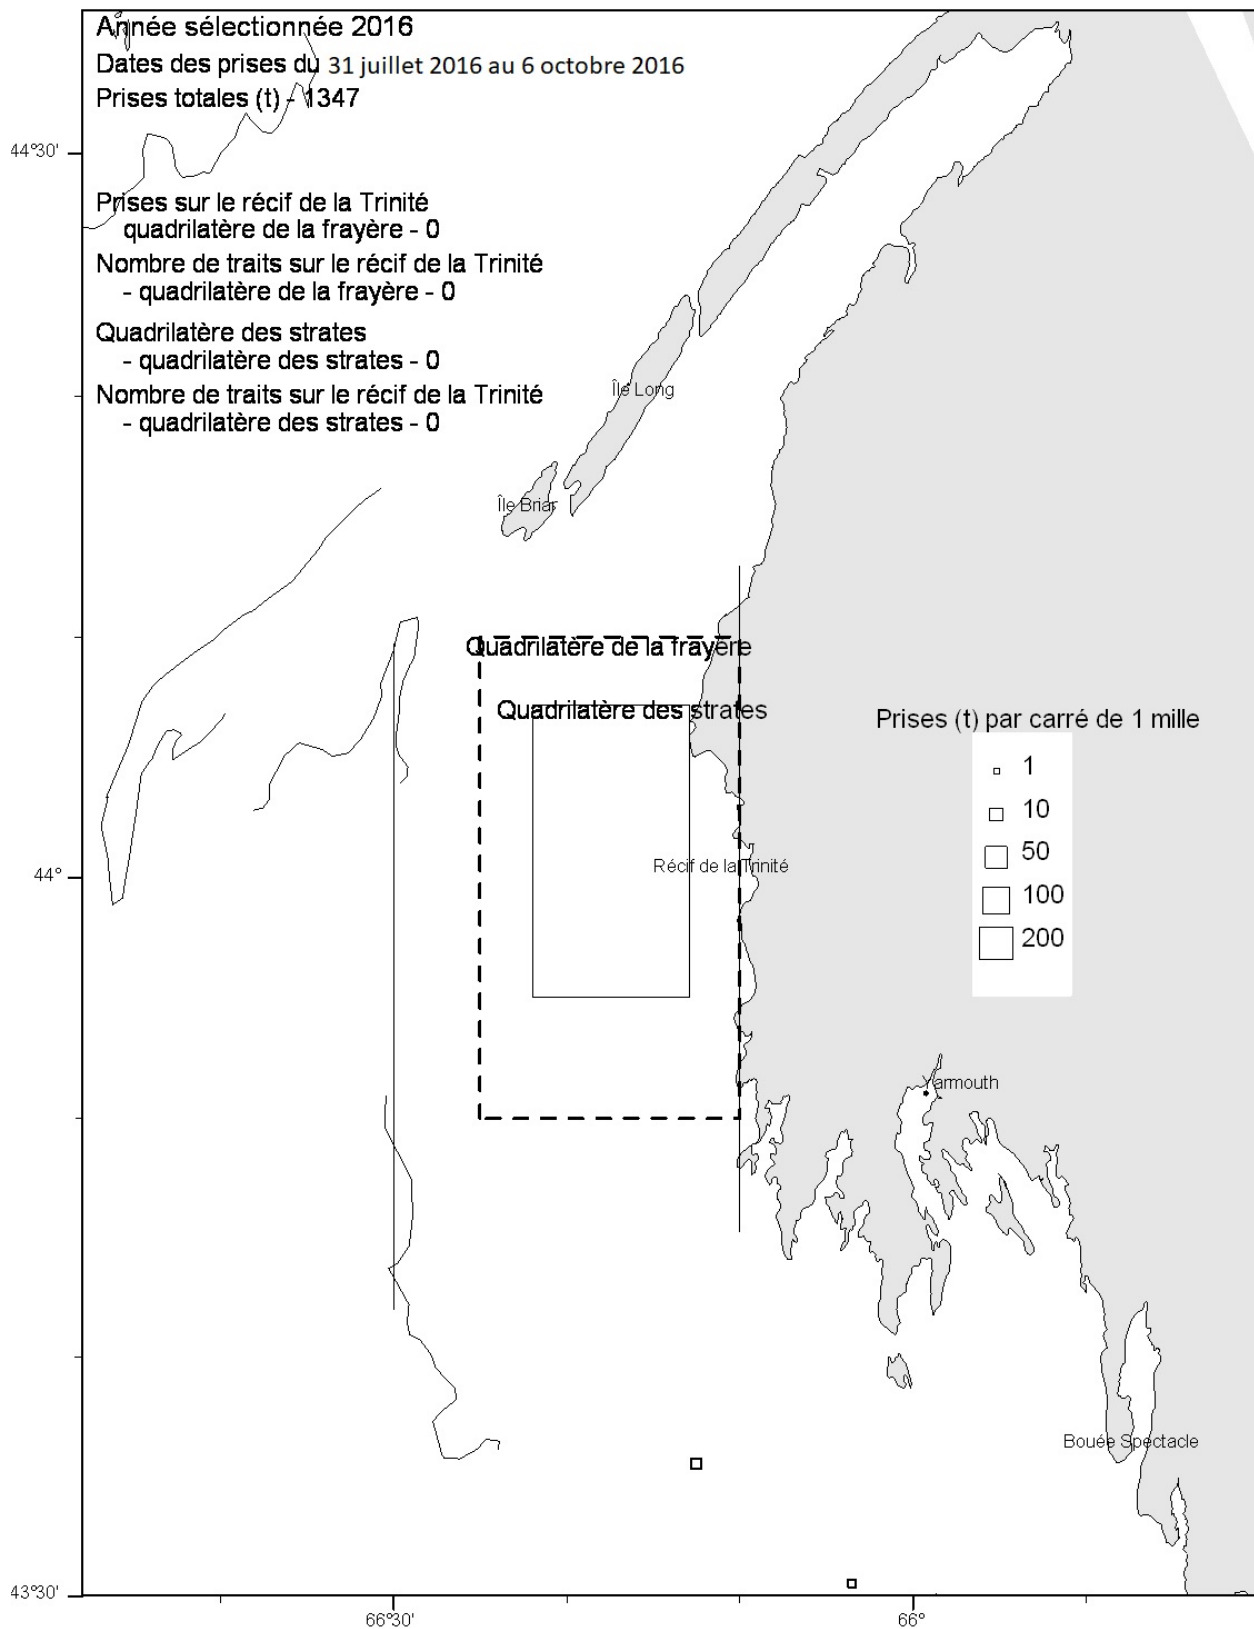 Année sélectionnée 2016
Dates des prises du 31 juillet 2016 au 6 octobre 2016
Prises totales (t) - 1347
44°30'
Prises sur le récif de la Trinité
quadrilatère de la frayère - 0
Nombre de traits sur le récif de la Trinité
- quadrilatère de la frayère - 0
Quadrilatère des strates
- quadrilatère des strates - 0
Nombre de traits sur le récif de la Trinité
- quadrilatère des strates - 0
Île Long
Île Briar
Quadrilatère de la frayère
Quadrilatère des strates
Prises (t) par carré de 1 mille
1
10
50
100
200
44°
Récif de la Trinité
Yarmouth
Bouée Spectacle
43°30'
66°30'
66°